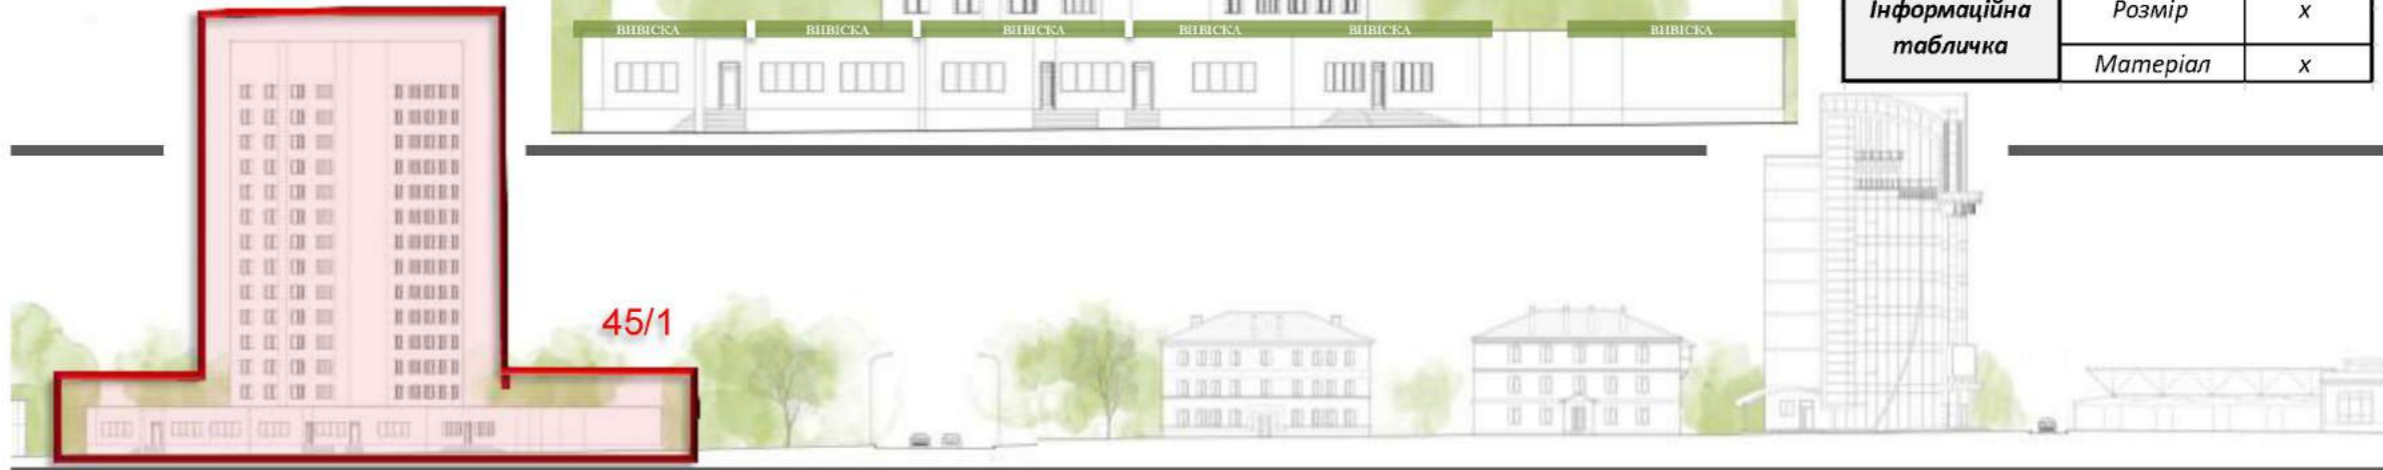 ВИВІСКА ВИВІСКА ВИВІСКА ВИВІСКА ВИВІСКА ВИВІСКА
Інформаційна
табличка
Розмір х
Матеріал х
45/1